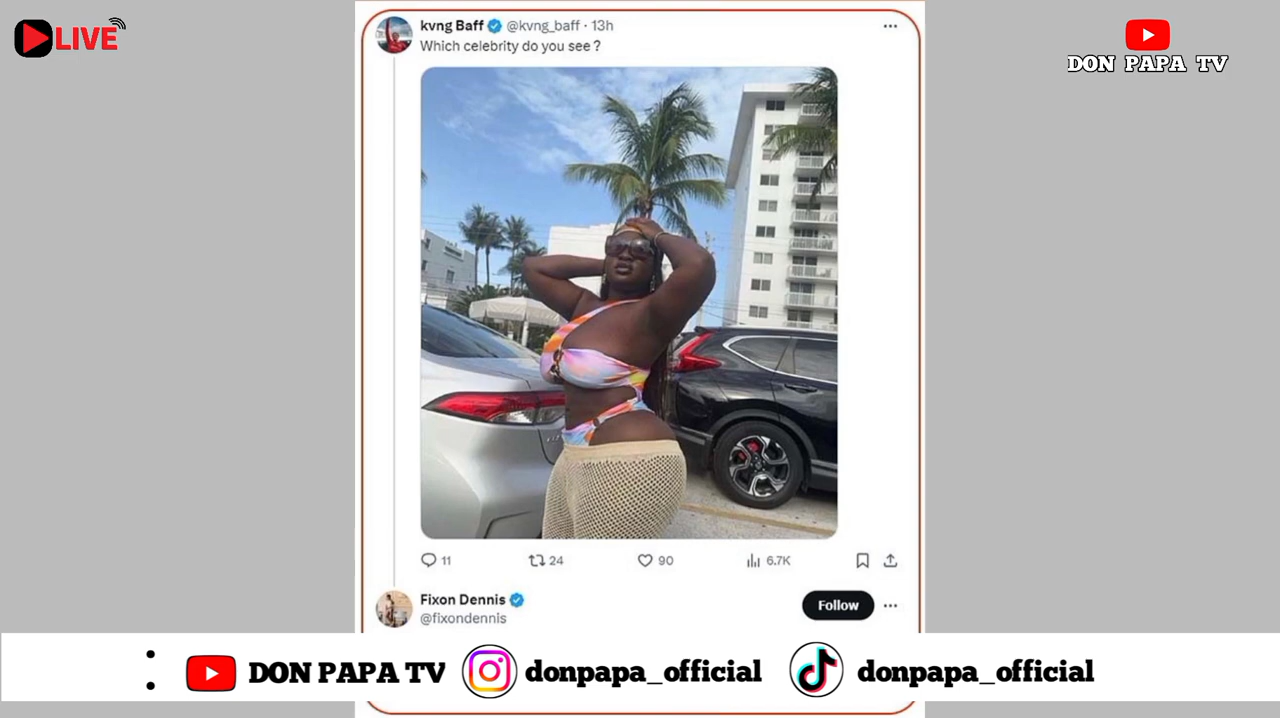 LIVE
DON PAPA TV
kvng Baff @kvng_baff · 13h
Which celebrity do you see ?
11 24 90 6.7K
Fixon Dennis
Follow
@fixondennis
: DON PAPA TV donpapa_official donpapa_official